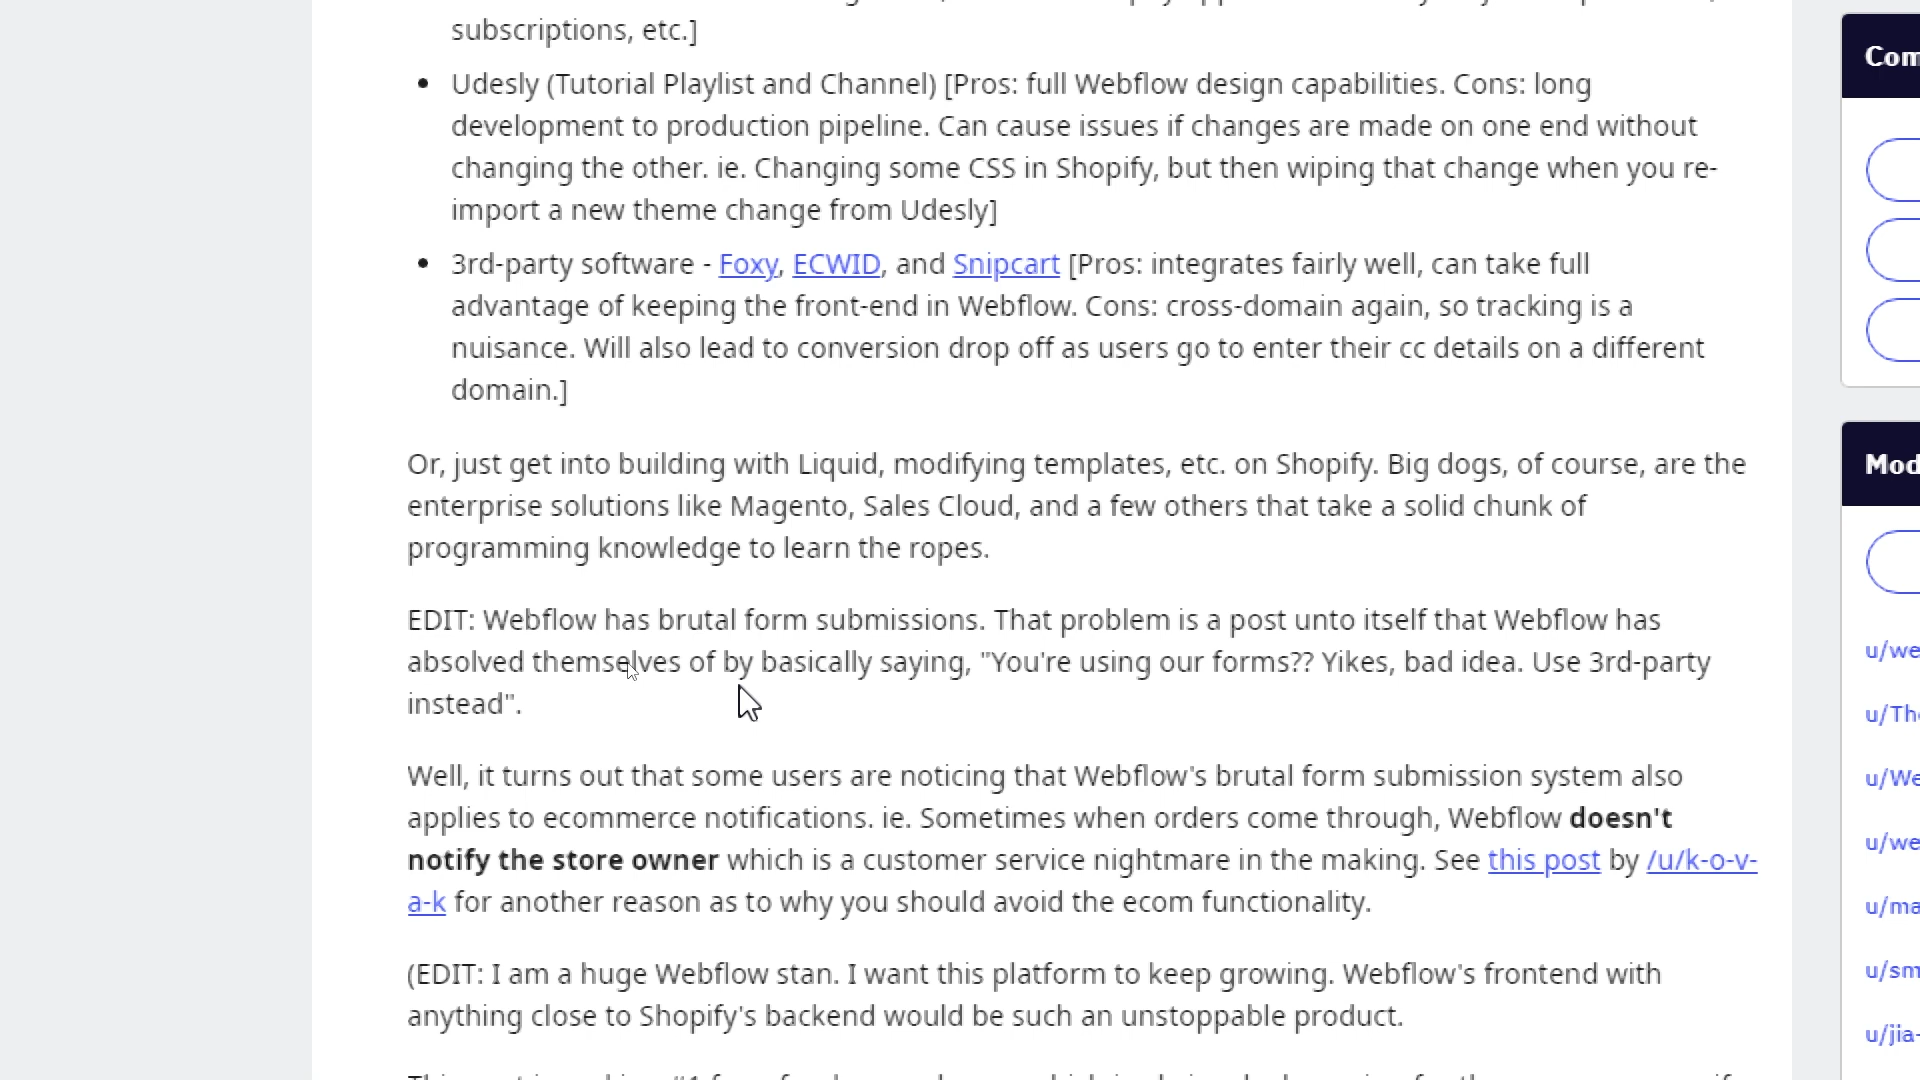 subscriptions, etc.]
• Udesly (Tutorial Playlist and Channel) [Pros: full Webflow design capabilities. Cons: long
development to production pipeline. Can cause issues if changes are made on one end without
changing the other. ie. Changing some CSS in Shopify, but then wiping that change when you re-
import a new theme change from Udesly]
• 3rd-party software - Foxy, ECWID, and Snipcart [Pros: integrates fairly well, can take full
advantage of keeping the front-end in Webflow. Cons: cross-domain again, so tracking is a
nuisance. Will also lead to conversion drop off as users go to enter their cc details on a different
domain.]
Or, just get into building with Liquid, modifying templates, etc. on Shopify. Big dogs, of course, are the
enterprise solutions like Magento, Sales Cloud, and a few others that take a solid chunk of
programming knowledge to learn the ropes.
EDIT: Webflow has brutal form submissions. That problem is a post unto itself that Webflow has
absolved themselves of by basically saying, "You're using our forms?? Yikes, bad idea. Use 3rd-party
instead".
Well, it turns out that some users are noticing that Webflow's brutal form submission system also
applies to ecommerce notifications. ie. Sometimes when orders come through, Webflow doesn't
notify the store owner which is a customer service nightmare in the making. See this post by /u/k-o-v-
a-k for another reason as to why you should avoid the ecom functionality.
(EDIT: I am a huge Webflow stan. I want this platform to keep growing. Webflow's frontend with
anything close to Shopify's backend would be such an unstoppable product.
Com
Mod
u/we
u/Th
u/We
u/we
u/ma
u/sm
u/jia-